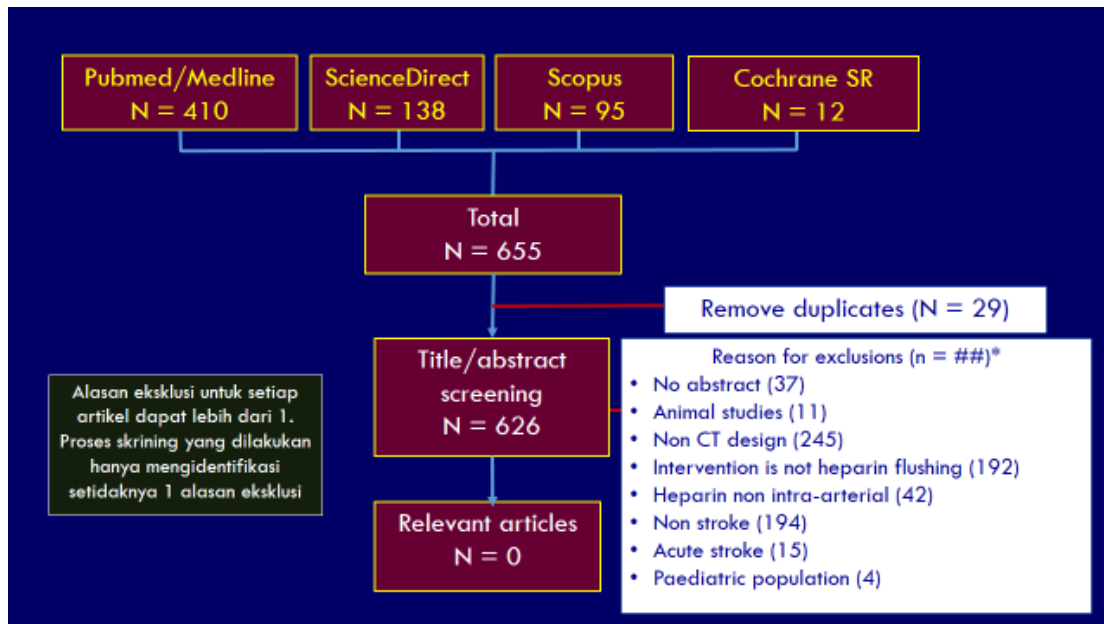 Pubmed/Medline
N = 410
ScienceDirect
N = 138
Scopus
N = 95
Cochrane SR
N = 12
Total
N = 655
Remove duplicates (N = 29)
Title/abstract
screening
N = 626
Reason for exclusions (n = ##)*
• No abstract (37)
• Animal studies (11)
• Non CT design (245)
• Intervention is not heparin flushing (192)
• Heparin non intra-arterial (42)
• Non stroke (194)
• Acute stroke (15)
• Paediatric population (4)
Alasan eksklusi untuk setiap
artikel dapat lebih dari 1.
Proses skrining yang dilakukan
hanya mengidentifikasi
setidaknya 1 alasan eksklusi
Relevant articles
N = 0